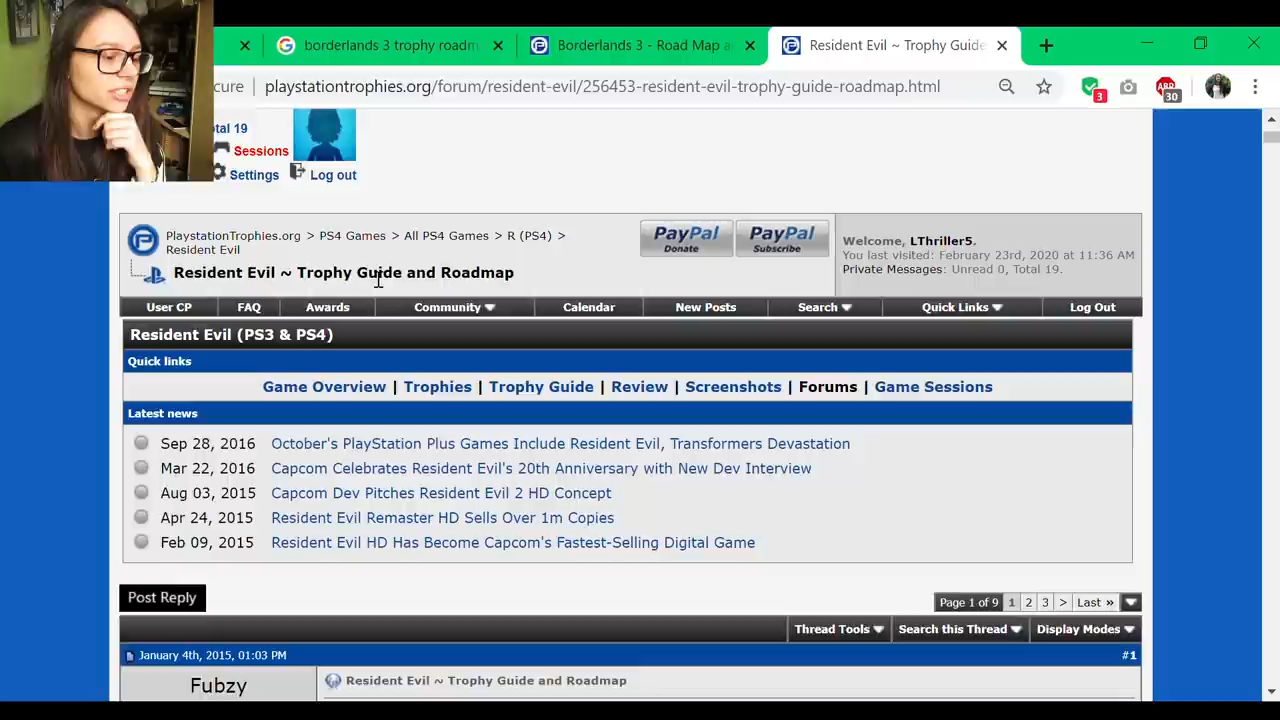 borderlands 3 trophy roadm
Borderlands 3 - Road Map a
Resident Evil ~ Trophy Guide
cure playstationtrophies.org/forum/resident-evil/256453-resident-evil-trophy-guide-roadmap.html
3
ABP
30
otal 19
Sessions
Settings Log out
PlaystationTrophies.org > PS4 Games > All PS4 Games > R (PS4) >
Resident Evil
Resident Evil ~ Trophy Guide and Roadmap
PayPal
Donate
PayPal
Subscribe
Welcome, LThriller5.
You last visited: February 23rd, 2020 at 11:36 AM
Private Messages: Unread 0, Total 19.
User CP FAQ Awards Community Calendar New Posts Search Quick Links Log Out
Resident Evil (PS3 & PS4)
Quick links
Game Overview | Trophies | Trophy Guide | Review | Screenshots | Forums | Game Sessions
Latest news
Sep 28, 2016 October's PlayStation Plus Games Include Resident Evil, Transformers Devastation
Mar 22, 2016 Capcom Celebrates Resident Evil's 20th Anniversary with New Dev Interview
Aug 03, 2015 Capcom Dev Pitches Resident Evil 2 HD Concept
Apr 24, 2015 Resident Evil Remaster HD Sells Over 1m Copies
Feb 09, 2015 Resident Evil HD Has Become Capcom's Fastest-Selling Digital Game
Post Reply
Page 1 of 9 1 2 3 > Last »
Thread Tools Search this Thread Display Modes
January 4th, 2015, 01:03 PM #1
Fubzy
Resident Evil ~ Trophy Guide and Roadmap